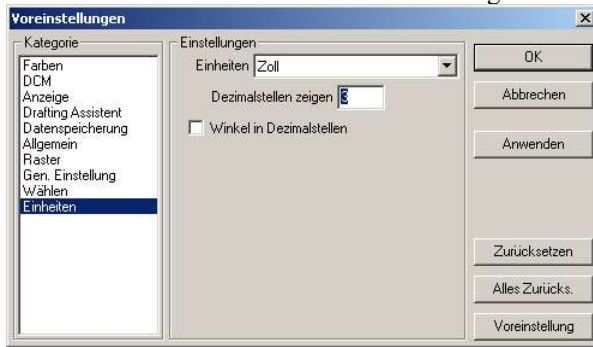 Voreinstellungen
Kategorie
Farben
DCM
Anzeige
Drafting Assistent
Datenspeicherung
Allgemein
Raster
Gen. Einstellung
Wählen
Einheiten
Einstellungen
Einheiten Zoll
Dezimalstellen zeigen 3
Winkel in Dezimalstellen
OK
Abbrechen
Anwenden
Zurücksetzen
Alles Zurücks.
Voreinstellung